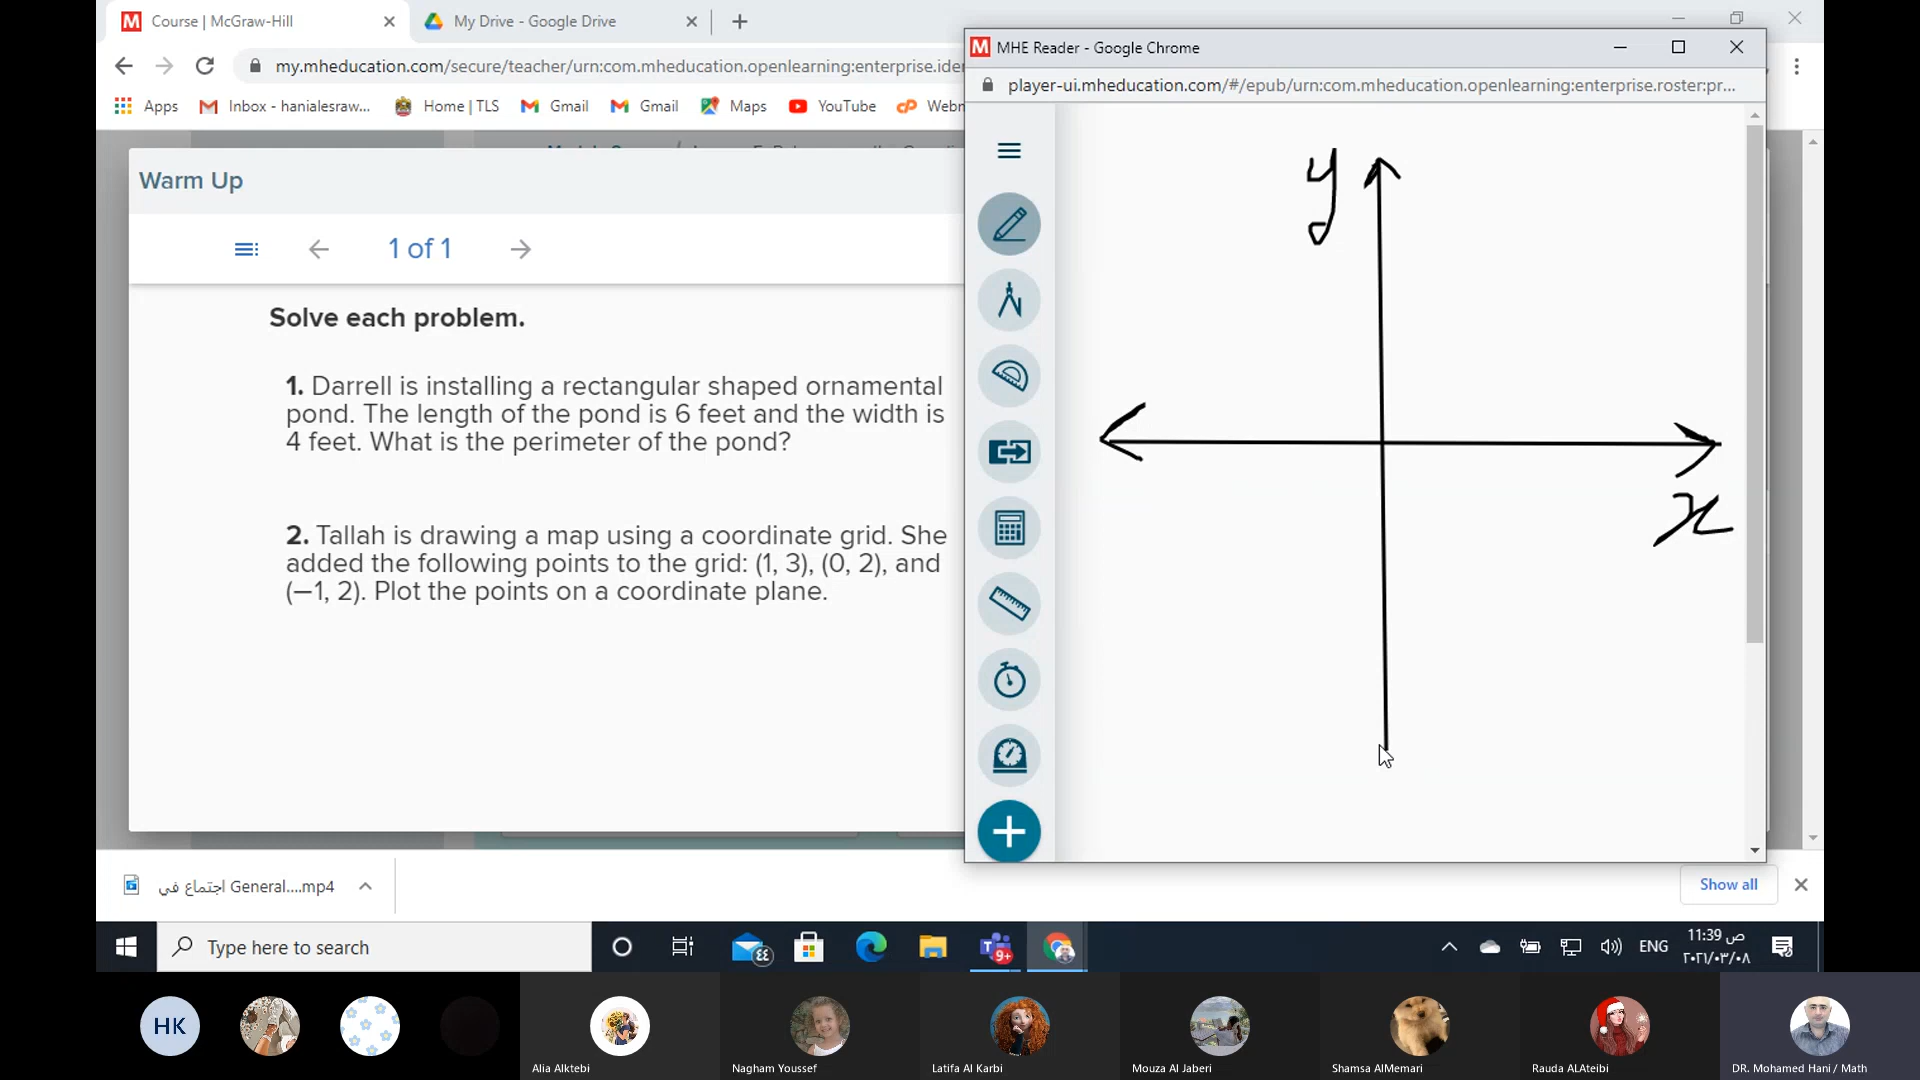 Course | McGraw-Hill
My Drive - Google Drive
my.mheducation.com/secure/teacher/urn:com.mheducation.openlearning:enterprise.iden
Apps
Inbox - hanialesraw...
Home | TLS
Gmail
Gmail
Maps
YouTube
MHE Reader - Google Chrome
player-ui.mheducation.com/#/epub/urn:com.mheducation.openlearning:enterprise.roster:pr...
Warm Up
1 of 1
Solve each problem.
1. Darrell is installing a rectangular shaped ornamental
pond. The length of the pond is 6 feet and the width is
4 feet. What is the perimeter of the pond?
2. Tallah is drawing a map using a coordinate grid. She
added the following points to the grid: (1, 3), (0, 2), and
(−1, 2). Plot the points on a coordinate plane.
y
x
اجتماع في General....mp4
Show all
Type here to search
٤٤
9+
ENG
11:39 ص
٢٠٢١/٠٣/٠٨
HK
Alia Alktebi
Nagham Youssef
Latifa Al Karbi
Mouza Al Jaberi
Shamsa AlMemari
Rauda ALAteibi
DR. Mohamed Hani / Math